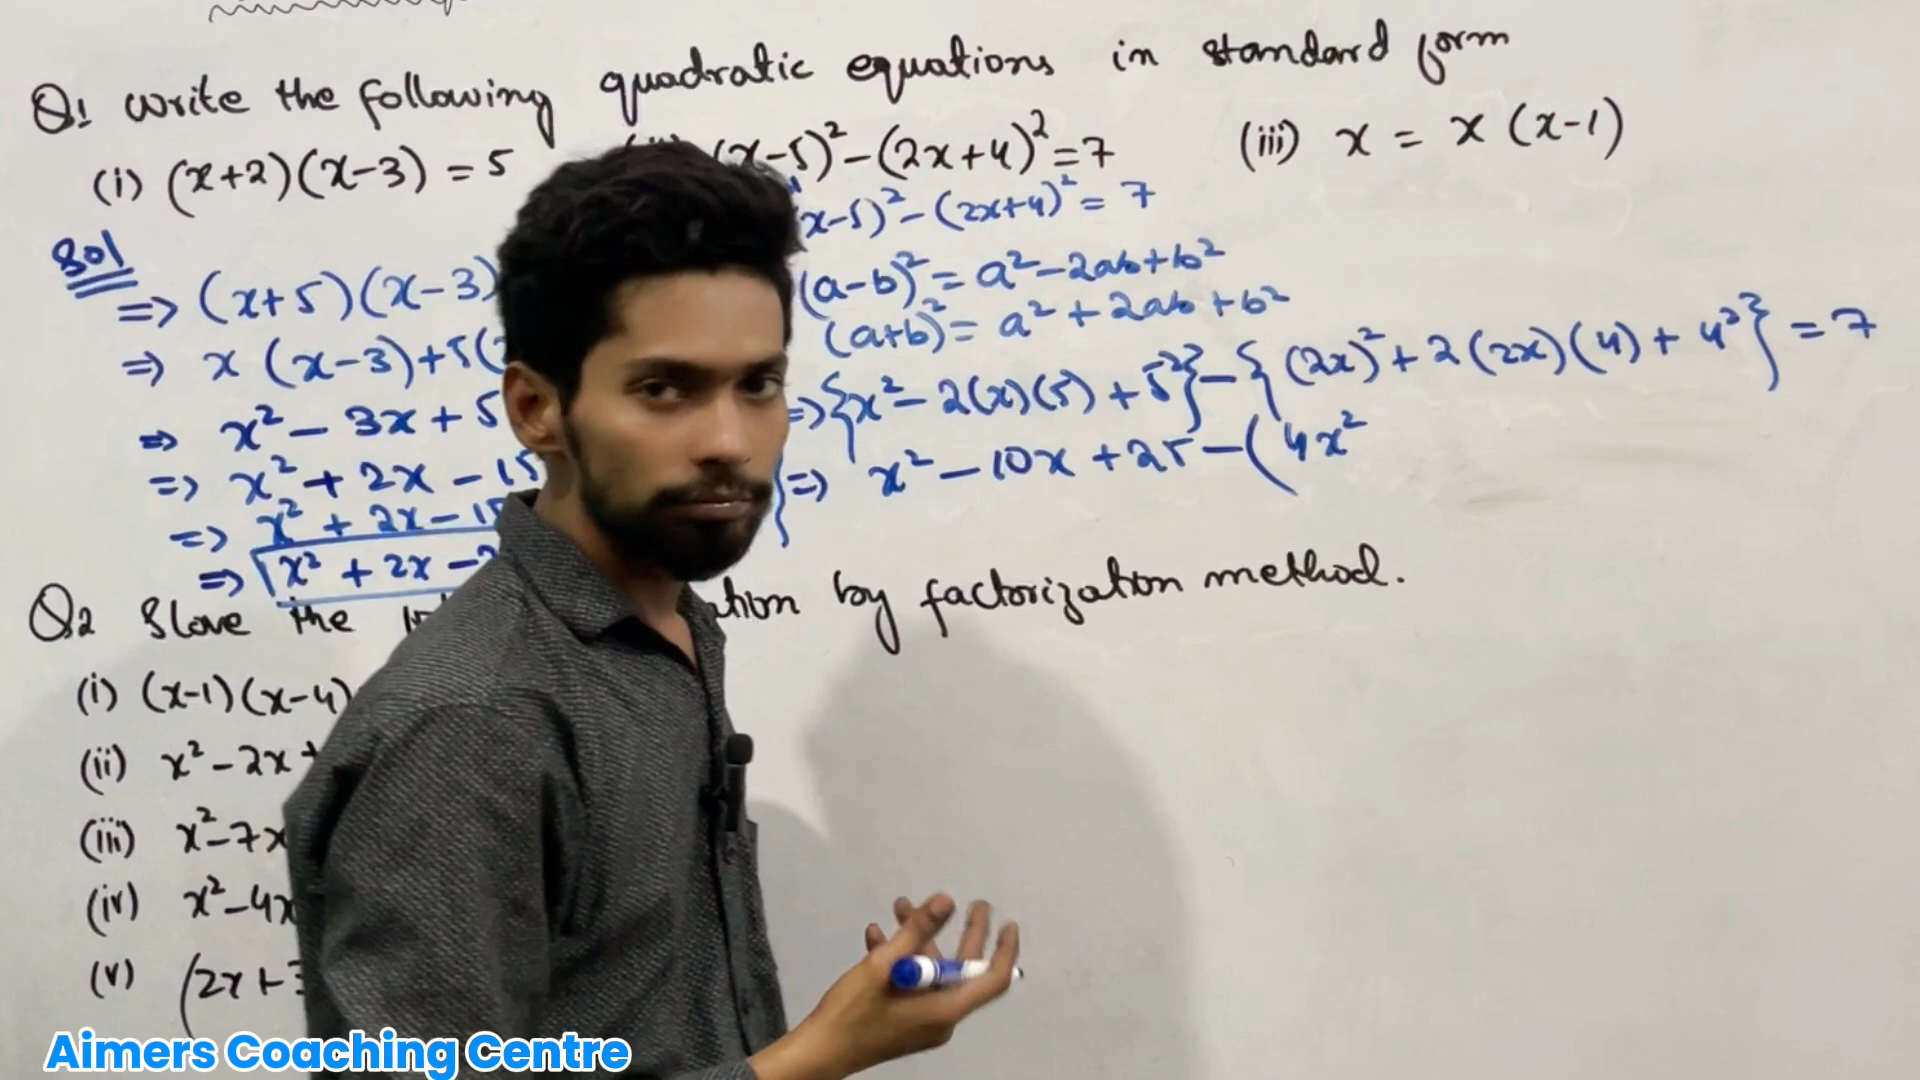 Q1 write the following quadratic equations in standard form
(i) (x+2)(x-3) = 5 (x-5)²-(2x+4)²=7 (iii) x = x(x-1)
x-5)²-(2x+4)² = 7
Sol
=> (x+5)(x-3) (a-b)² = a²-2ab+b²
(a+b)² = a²+2ab+b²
=> x(x-3)+5( =>{x²-2(x)(5)+5²}-{(2x)²+2(2x)(4)+4²} = 7
=> x²-3x+5
=> x²+2x-15 => x²-10x+25-(4x²
=> x²+2x-15
=> x²+2x-
Q2 Slove the by factorization method.
(i) (x-1)(x-4)
(ii) x²-2x+
(iii) x²-7x
(iv) x²-4x
(v) (2x+3
Aimers Coaching Centre